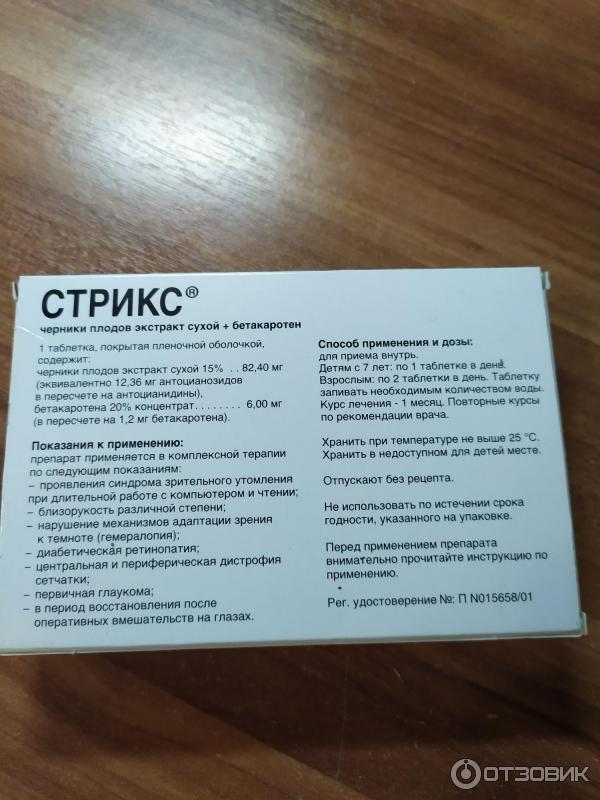 СТРИКС®
черники плодов экстракт сухой + бетакаротен
1 таблетка, покрытая пленочной оболочкой,
содержит:
черники плодов экстракт сухой 15% . . 82,40 мг
(эквивалентно 12,36 мг антоцианозидов
в пересчете на антоцианидины),
бетакаротена 20% концентрат. . . . . . . . 6,00 мг
(в пересчете на 1,2 мг бетакаротена).
Показания к применению:
препарат применяется в комплексной терапии
по следующим показаниям:
– проявления синдрома зрительного утомления
при длительной работе с компьютером и чтении;
– близорукость различной степени;
– нарушение механизмов адаптации зрения
к темноте (гемералопия);
– диабетическая ретинопатия;
– центральная и периферическая дистрофия
сетчатки;
– первичная глаукома;
– в период восстановления после
оперативных вмешательств на глазах.
Способ применения и дозы:
для приема внутрь.
Детям с 7 лет: по 1 таблетке в день.
Взрослым: по 2 таблетки в день. Таблетку
запивать необходимым количеством воды.
Курс лечения - 1 месяц. Повторные курсы
по рекомендации врача.
Хранить при температуре не выше 25 °C.
Хранить в недоступном для детей месте.
Отпускают без рецепта.
Не использовать по истечении срока
годности, указанного на упаковке.
Перед применением препарата
внимательно прочитайте инструкцию по
применению.
Рег. удостоверение №: П N015658/01
ОТЗОВИК